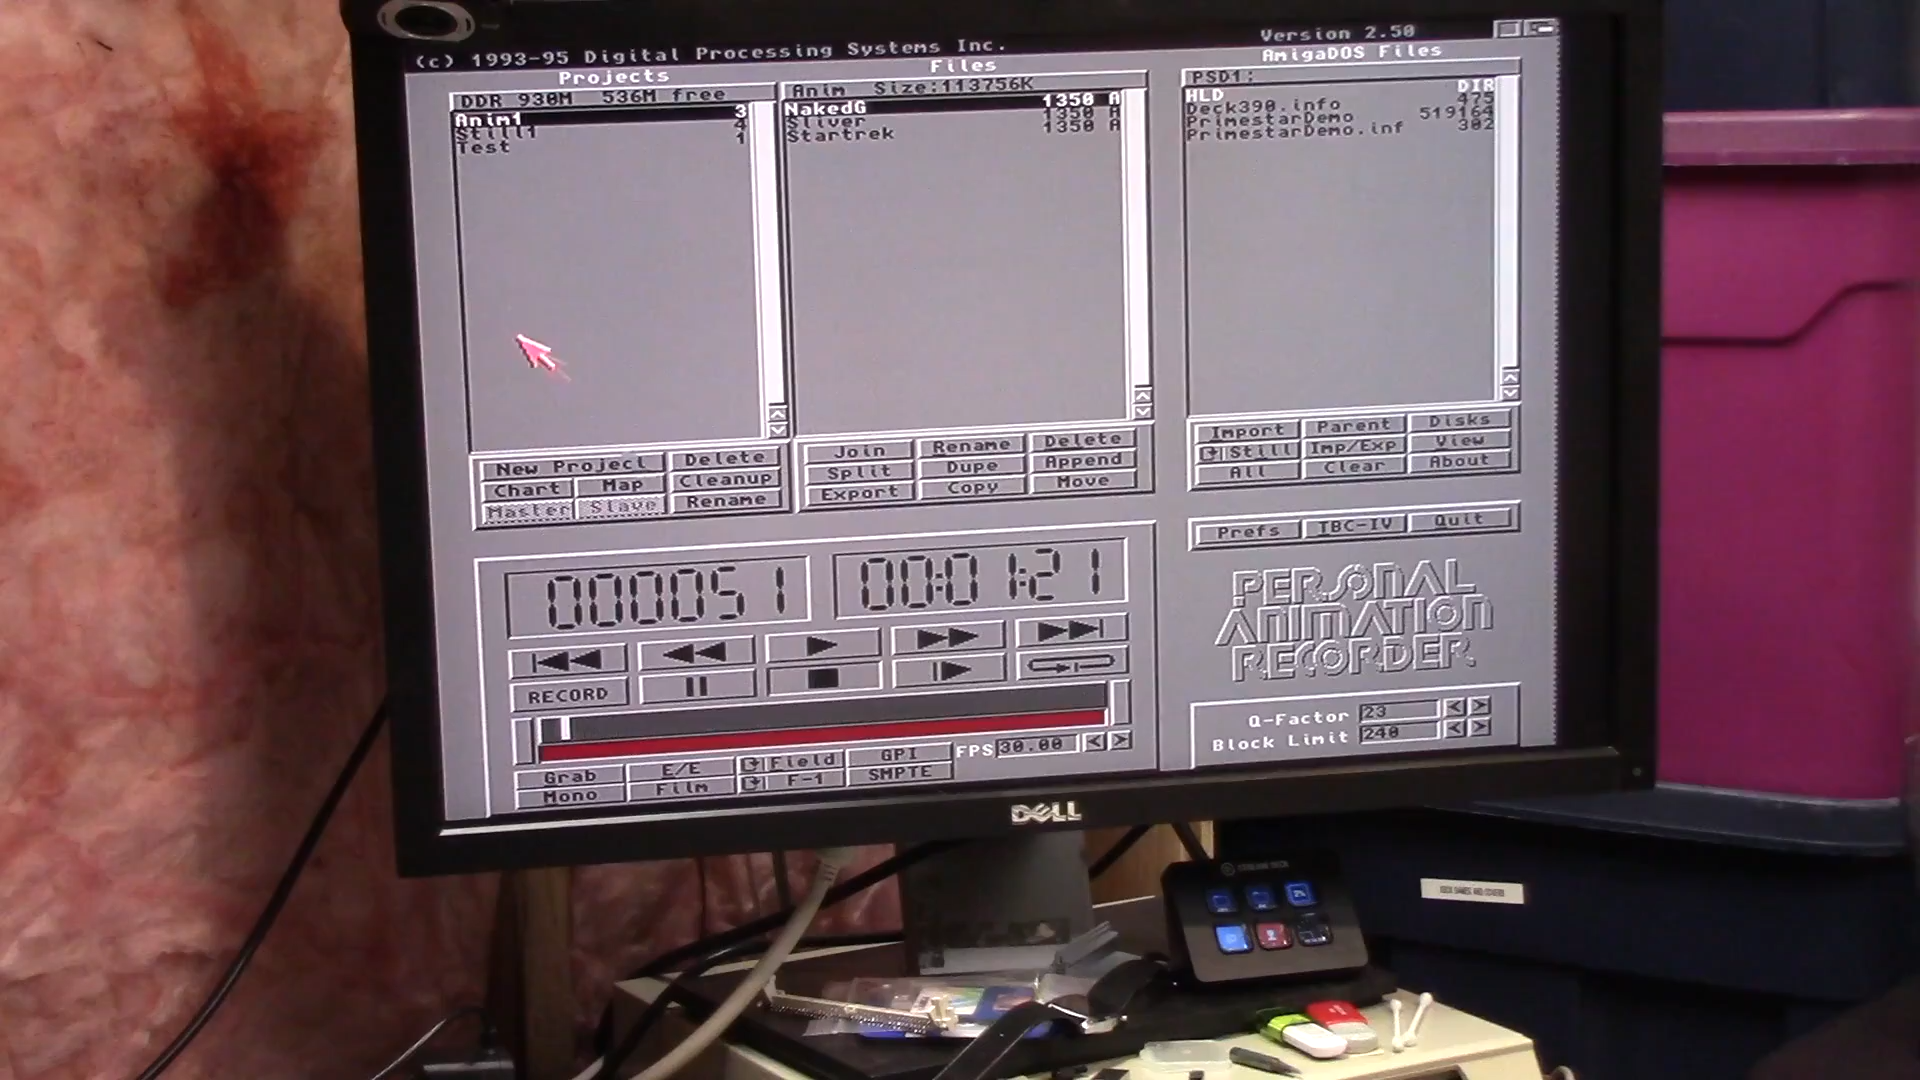 (c) 1993-95 Digital Processing Systems Inc.
Version 2.50
Projects
DDR 930M 536M free
Anim1 3
Still1 4
Test 1
Files
Anim Size:113756K
NakedG 1350 A
Sliver 1350 A
Startrek 1350 A
AmigaDOS Files
PSD1:
HLD DIR
Deck390.info 475
PrimestarDemo 519164
PrimestarDemo.inf 302
New Project Delete
Chart Map Cleanup
Master Slave Rename
Join Rename Delete
Split Dupe Append
Export Copy Move
Import Parent Disks
Still Imp/Exp View
All Clear About
Prefs TBC-IV Quit
000051 00:01:21
RECORD
PERSONAL
ANIMATION
RECORDER
Q-Factor 23
Block Limit 240
Grab E/E Field GPI FPS 30.00
Mono Film F-1 SMPTE
DELL
STREAM DECK